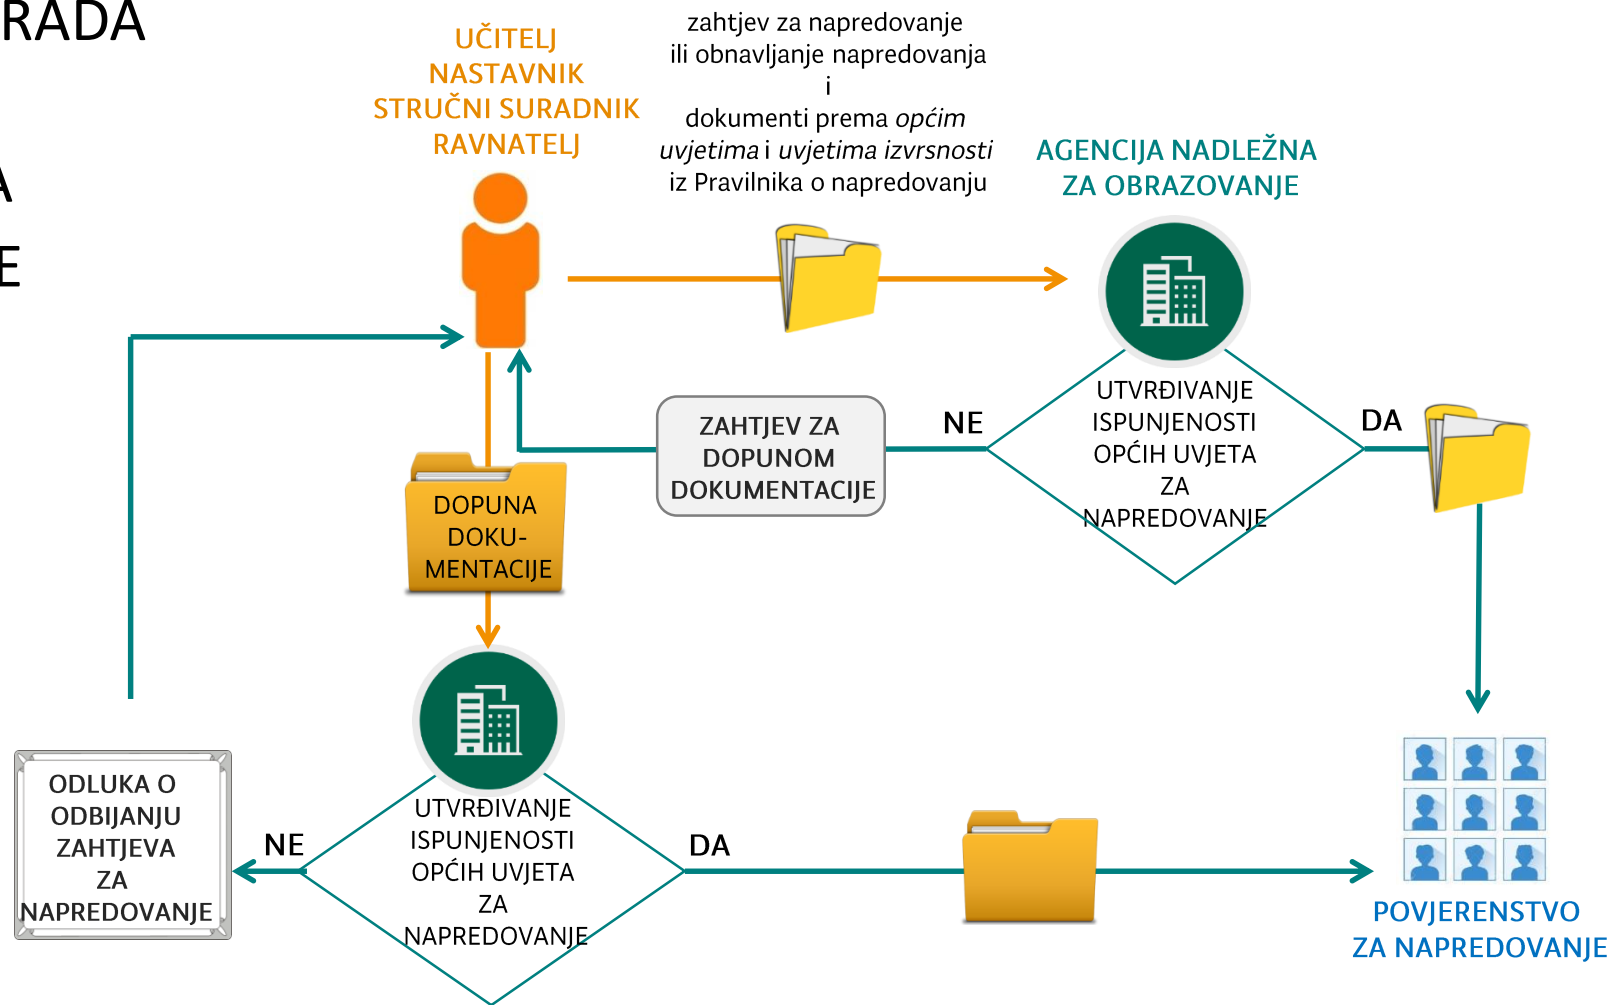 RADA
A
E
UČITELJ
NASTAVNIK
STRUČNI SURADNIK
RAVNATELJ
zahtjev za napredovanje
ili obnavljanje napredovanja
i
dokumenti prema općim
uvjetima i uvjetima izvrsnosti
iz Pravilnika o napredovanju
AGENCIJA NADLEŽNA
ZA OBRAZOVANJE
UTVRĐIVANJE
ISPUNJENOSTI
OPĆIH UVJETA
ZA
NAPREDOVANJE
NE
DA
ZAHTJEV ZA
DOPUNOM
DOKUMENTACIJE
DOPUNA
DOKU-
MENTACIJE
UTVRĐIVANJE
ISPUNJENOSTI
OPĆIH UVJETA
ZA
NAPREDOVANJE
NE
DA
ODLUKA O
ODBIJANJU
ZAHTJEVA
ZA
NAPREDOVANJE
POVJERENSTVO
ZA NAPREDOVANJE